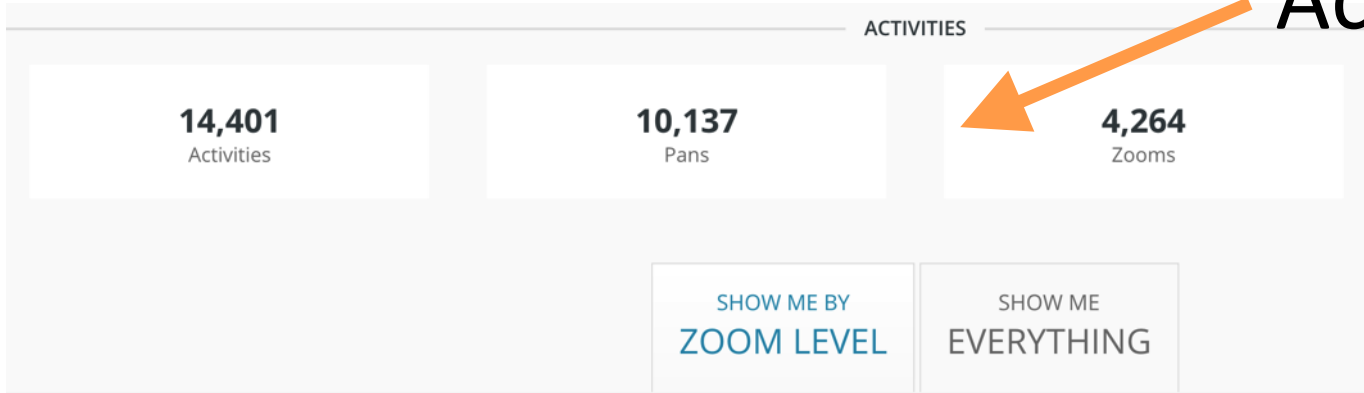 ACTIVITIES
14,401
Activities
10,137
Pans
4,264
Zooms
SHOW ME BY
ZOOM LEVEL
SHOW ME
EVERYTHING